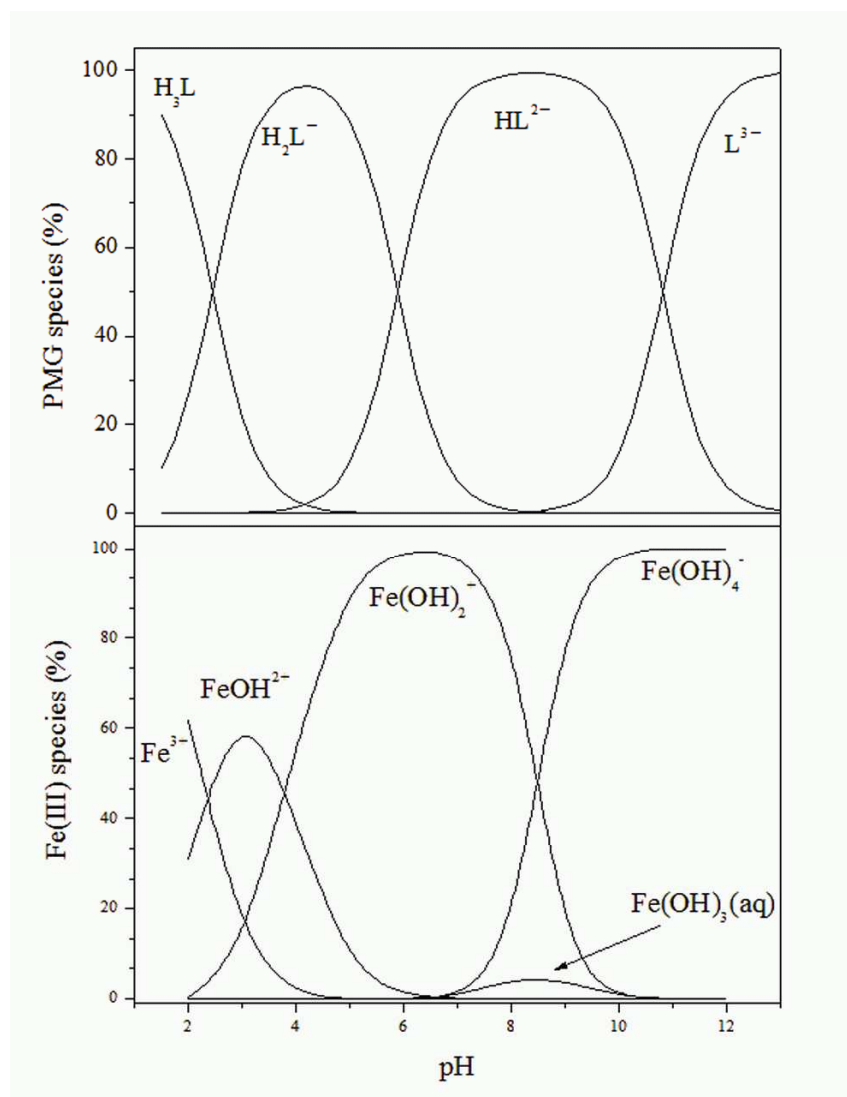 100
H₃L
H₂L⁻
HL²⁻
L³⁻
80
60
40
20
0
PMG species (%)
100
Fe(OH)₂⁺
Fe(OH)₄⁻
80
FeOH²⁻
60
Fe³⁻
40
20
Fe(OH)₃(aq)
0
Fe(III) species (%)
2 4 6 8 10 12
pH